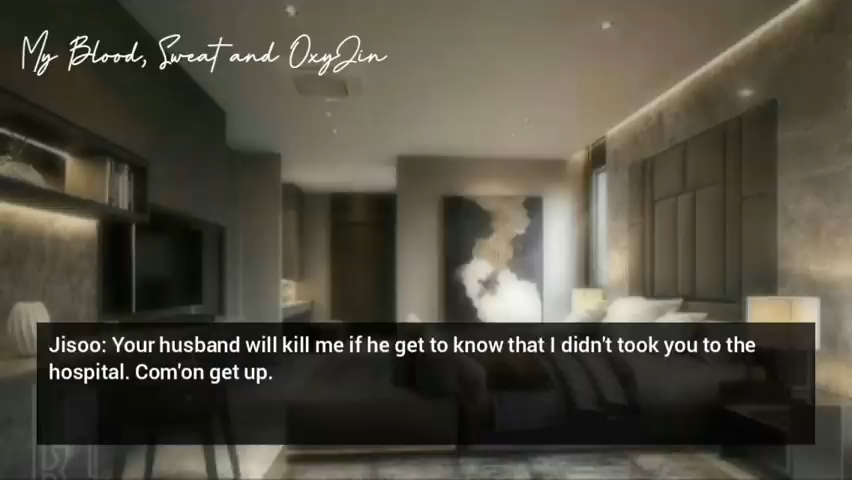 My Blood, Sweat and OxyJin
Jisoo: Your husband will kill me if he get to know that I didn't took you to the
hospital. Com'on get up.